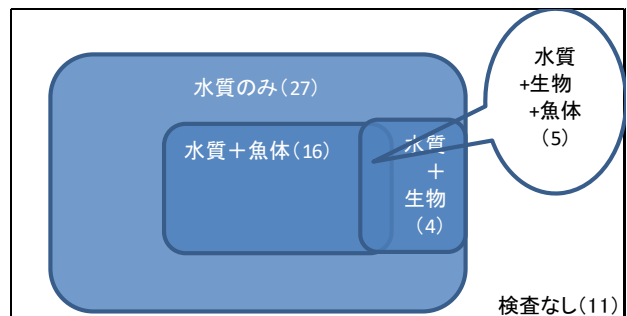 水質のみ(27)
水質＋魚体(16)
水質
＋
生物
(4)
水質
+生物
+魚体
(5)
検査なし(11)